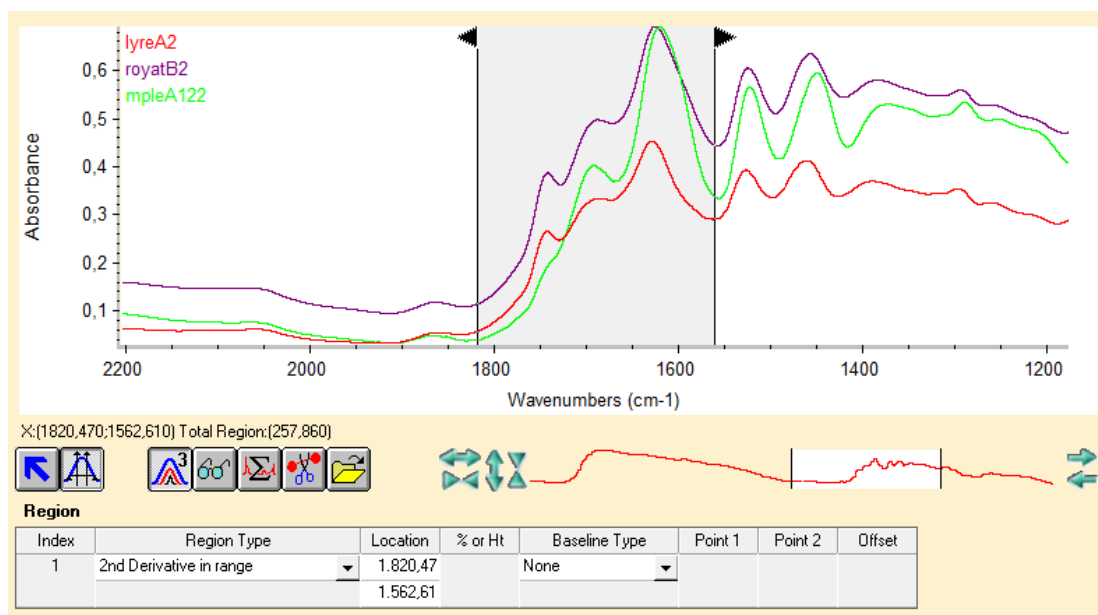 lyreA2
royatB2
mpleA122
0,6
0,5
0,4
0,3
0,2
0,1
Absorbance
2200 2000 1800 1600 1400 1200
Wavenumbers (cm-1)
X:(1820,470;1562,610) Total Region:(257,860)
3
Region
Index Region Type Location % or Ht Baseline Type Point 1 Point 2 Offset
1 2nd Derivative in range 1.820,47 None
1.562,61